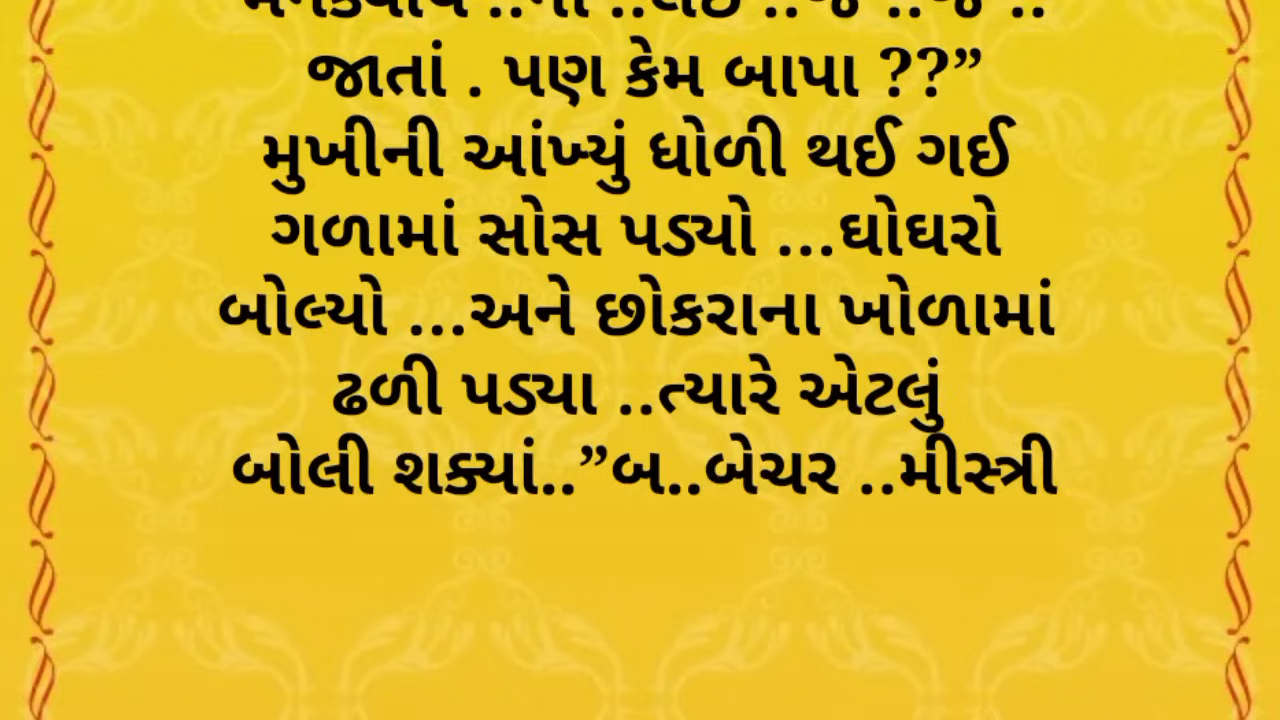 જાતાં . પણ કેમ બાપા ??”
મુખીની આંખ્યું ધોળી થઈ ગઈ
ગળામાં સોસ પડ્યો ...ઘોઘરો
બોલ્યો ...અને છોકરાના ખોળામાં
ઢળી પડ્યા ..ત્યારે એટલું
બોલી શક્યાં..”બ..બેચર ..મીસ્ત્રી